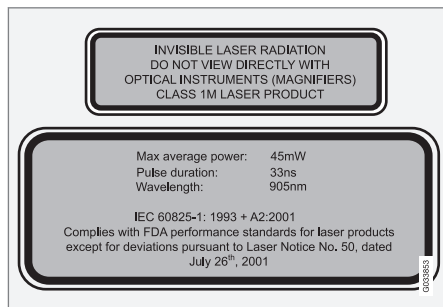 INVISIBLE LASER RADIATION
DO NOT VIEW DIRECTLY WITH
OPTICAL INSTRUMENTS (MAGNIFIERS)
CLASS 1M LASER PRODUCT
Max average power: 45mW
Pulse duration: 33ns
Wavelength: 905nm
IEC 60825-1: 1993 + A2:2001
Complies with FDA performance standards for laser products
except for deviations pursuant to Laser Notice No. 50, dated
July 26th, 2001
G033853